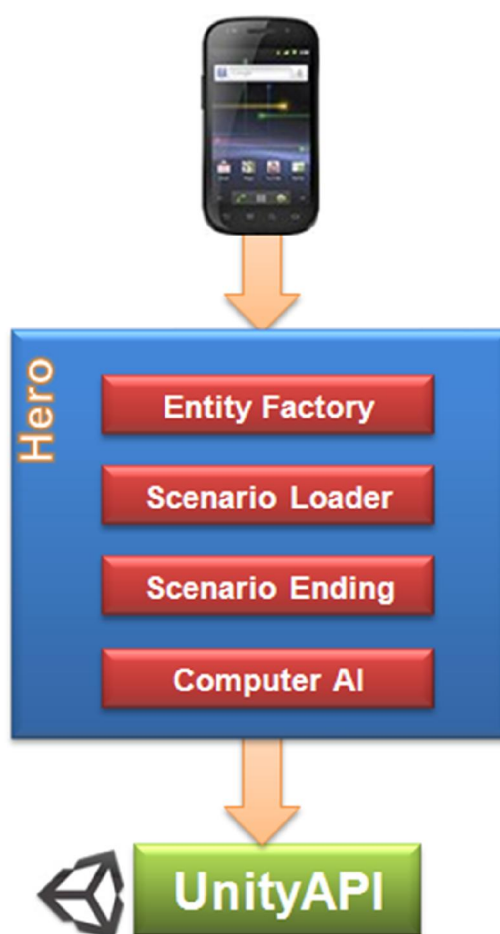 Hero
Entity Factory
Scenario Loader
Scenario Ending
Computer AI
UnityAPI